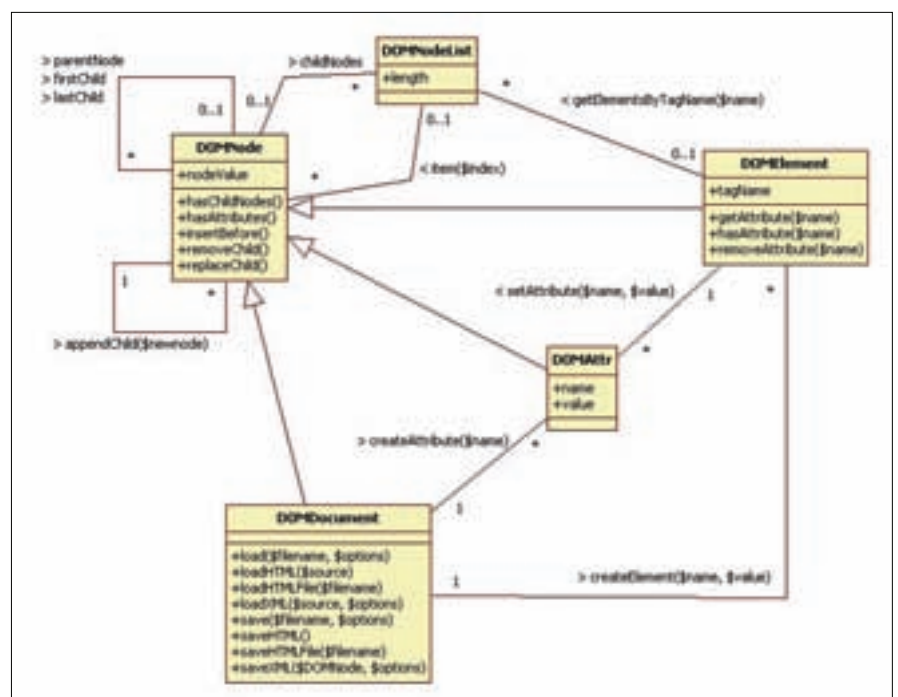 > parentNode
> firstChild
> lastChild
0..1
*
> childNodes
0..1
*
DOMNodeList
+length
*
< getElementsByTagName($name)
0..1
0..1
< item($index)
*
DOMNode
+nodeValue
+hasChildNodes()
+hasAttributes()
+insertBefore()
+removeChild()
+replaceChild()
DOMElement
+tagName
+getAttribute($name)
+hasAttribute($name)
+removeAttribute($name)
1
*
> appendChild($newnode)
< setAttribute($name, $value)
1
*
*
DOMAttr
+name
+value
> createAttribute($name)
*
1
DOMDocument
+load($filename, $options)
+loadHTML($source)
+loadHTMLFile($filename)
+loadXML($source, $options)
+save($filename, $options)
+saveHTML()
+saveHTMLFile($filename)
+saveXML($DOMNode, $options)
1
> createElement($name, $value)